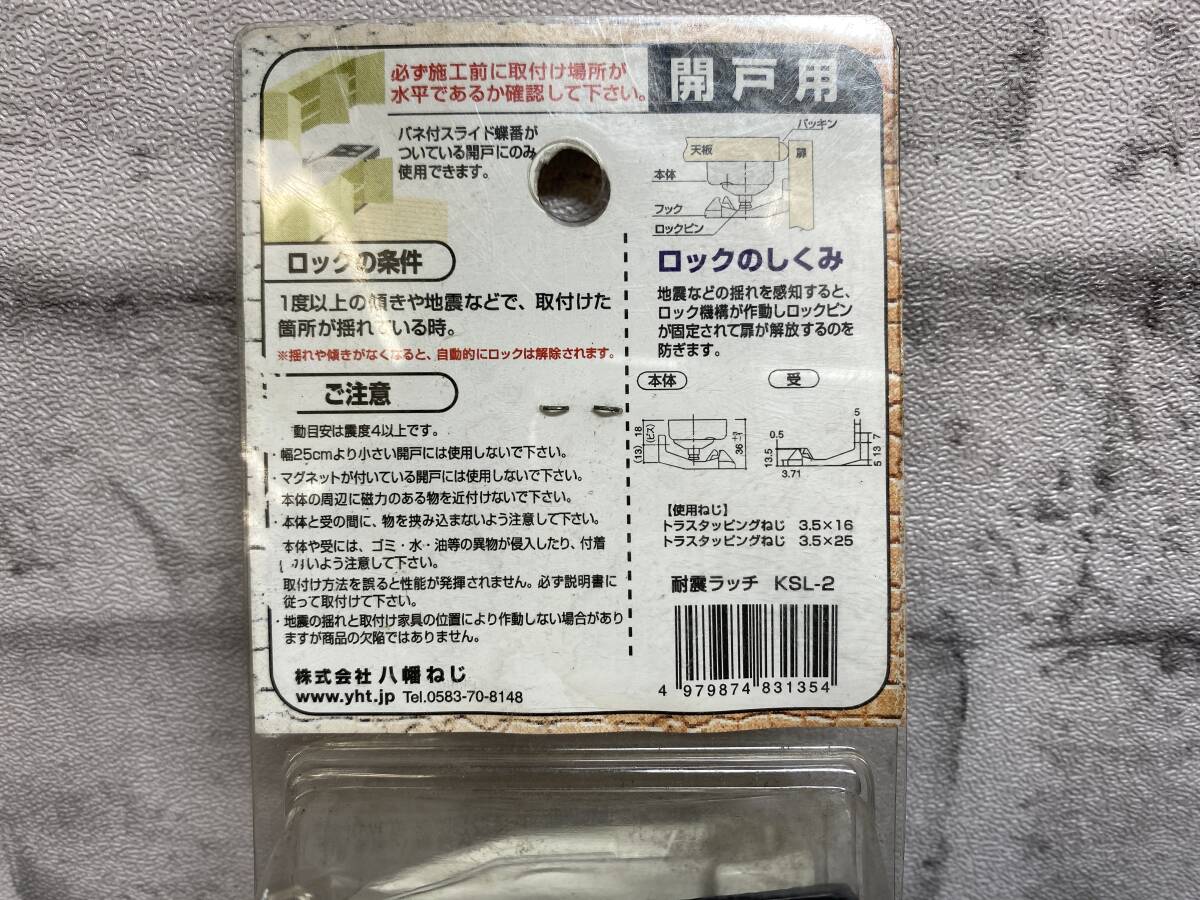 必ず施工前に取付け場所が
水平であるか確認して下さい。
開戸用
バネ付スライド蝶番が
ついている開戸にのみ
使用できます。
パッキン
天板
扉
本体
フック
ロックピン
ロックの条件
1度以上の傾きや地震などで、取付けた
箇所が揺れている時。
※揺れや傾きがなくなると、自動的にロックは解除されます。
ロックのしくみ
地震などの揺れを感知すると、
ロック機構が作動しロックピン
が固定されて扉が解放するのを
防ぎます。
ご注意
動目安は震度4以上です。
・幅25cmより小さい開戸には使用しないで下さい。
・マグネットが付いている開戸には使用しないで下さい。
本体の周辺に磁力のある物を近付けないで下さい。
・本体と受の間に、物を挟み込まないよう注意して下さい。
本体や受には、ゴミ・水・油等の異物が侵入したり、付着
いよう注意して下さい。
取付け方法を誤ると性能が発揮されません。必ず説明書に
従って取付けて下さい。
・地震の揺れと取付け家具の位置により作動しない場合があり
ますが商品の欠陥ではありません。
本体
受
(13) 18
(ビス)
36
5
0.5
13.5
3.71
5 13 7
【使用ねじ】
トラスタッピングねじ 3.5×16
トラスタッピングねじ 3.5×25
耐震ラッチ KSL-2
4 979874 831354
株式会社 八幡ねじ
www.yht.jp Tel.0583-70-8148